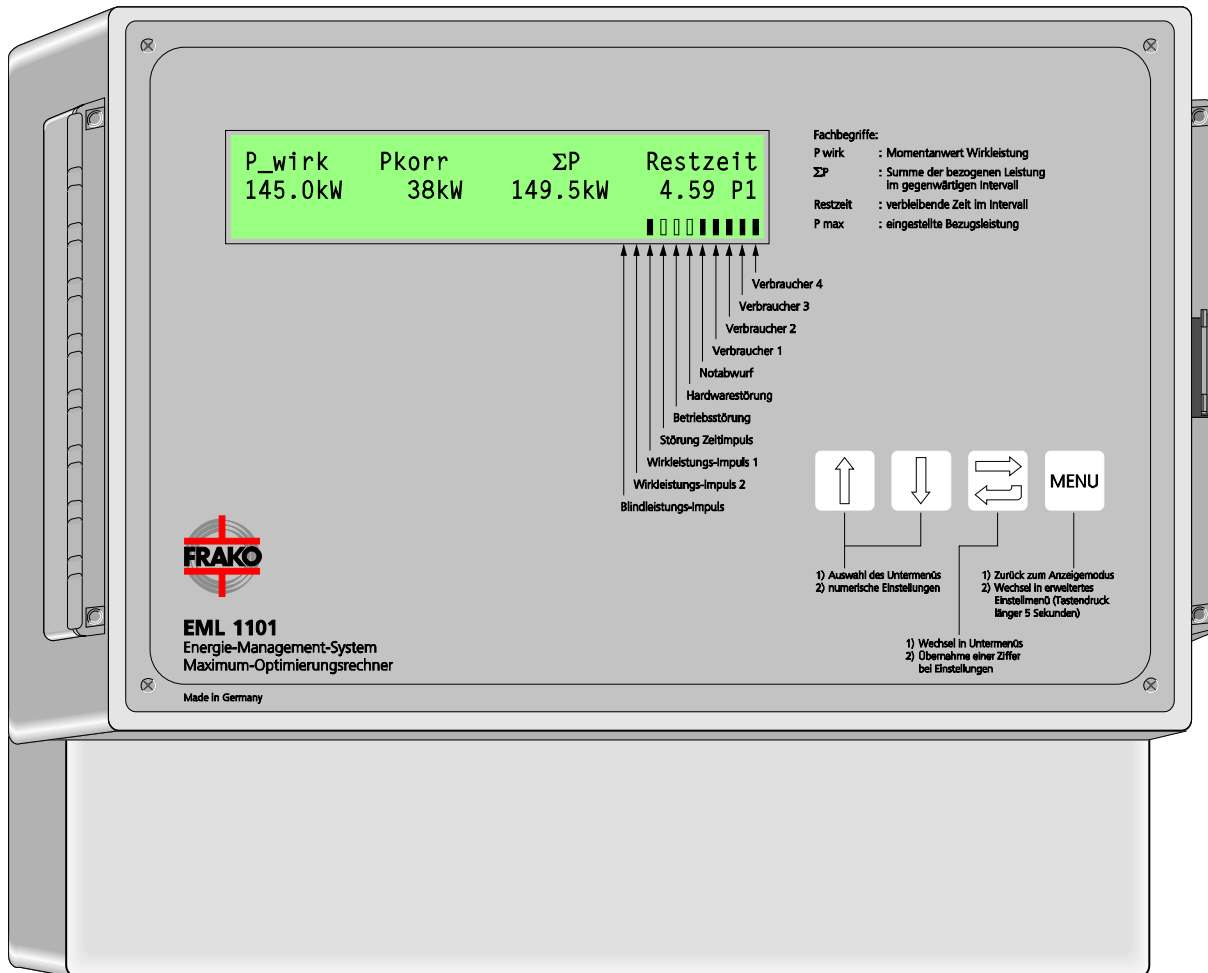 P_wirk Pkorr ΣP Restzeit
145.0kW 38kW 149.5kW 4.59 P1
Fachbegriffe:
P wirk : Momentanwert Wirkleistung
ΣP : Summe der bezogenen Leistung
im gegenwärtigen Intervall
Restzeit : verbleibende Zeit im Intervall
P max : eingestellte Bezugsleistung
Verbraucher 4
Verbraucher 3
Verbraucher 2
Verbraucher 1
Notabwurf
Hardwarestörung
Betriebsstörung
Störung Zeitimpuls
Wirkleistungs-Impuls 1
Wirkleistungs-Impuls 2
Blindleistungs-Impuls
MENU
1) Auswahl des Untermenüs
2) numerische Einstellungen
1) Zurück zum Anzeigemodus
2) Wechsel in erweitertes
Einstellmenü (Tastendruck
länger 5 Sekunden)
1) Wechsel in Untermenüs
2) Übernahme einer Ziffer
bei Einstellungen
FRAKO
EML 1101
Energie-Management-System
Maximum-Optimierungsrechner
Made in Germany